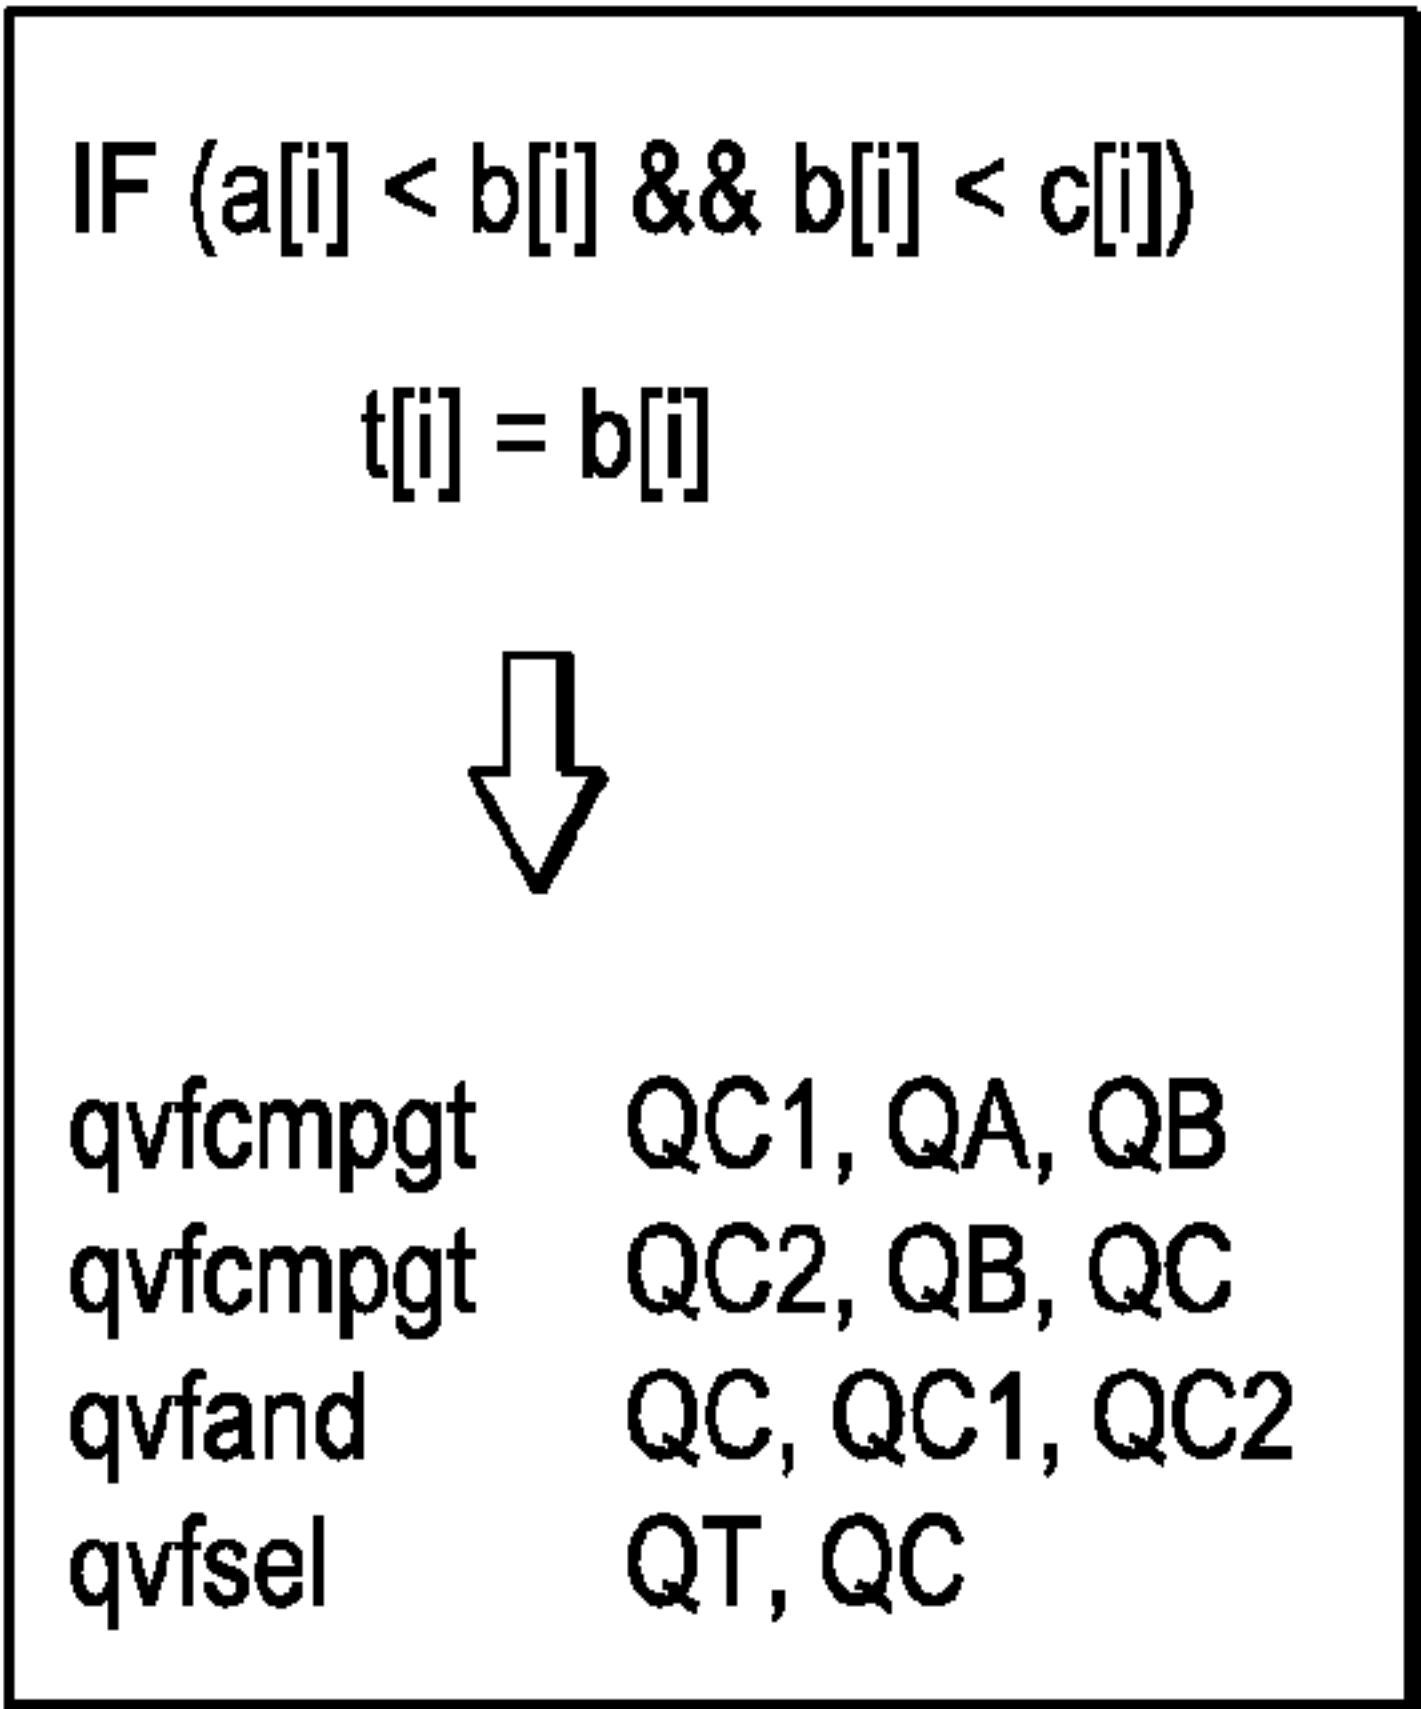 IF (a[i] < b[i] && b[i] < c[i])
t[i] = b[i]
qvfcmpgt QC1, QA, QB
qvfcmpgt QC2, QB, QC
qvfand QC, QC1, QC2
qvfsel QT, QC